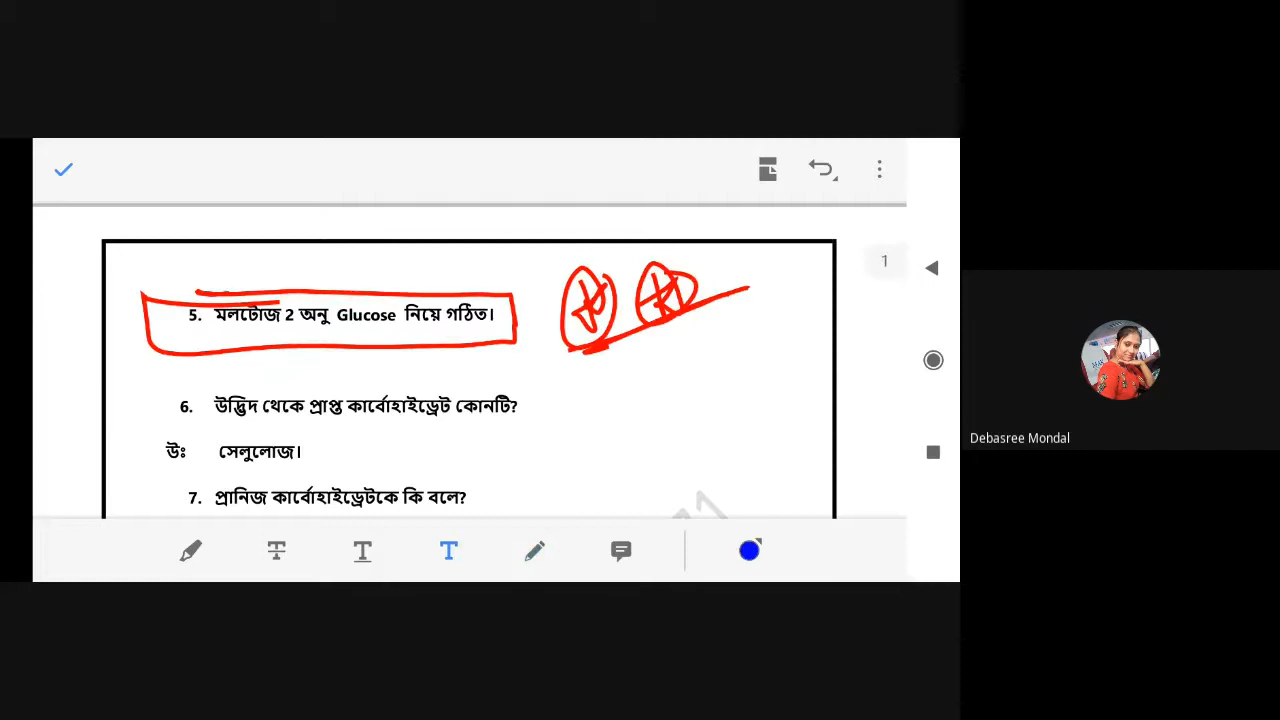 1
5. মলটোজ 2 অনু Glucose নিয়ে গঠিত।
6. উদ্ভিদ থেকে প্রাপ্ত কার্বোহাইড্রেট কোনটি?
উঃ সেলুলোজ।
7. প্রানিজ কার্বোহাইড্রেটকে কি বলে?
Debasree Mondal